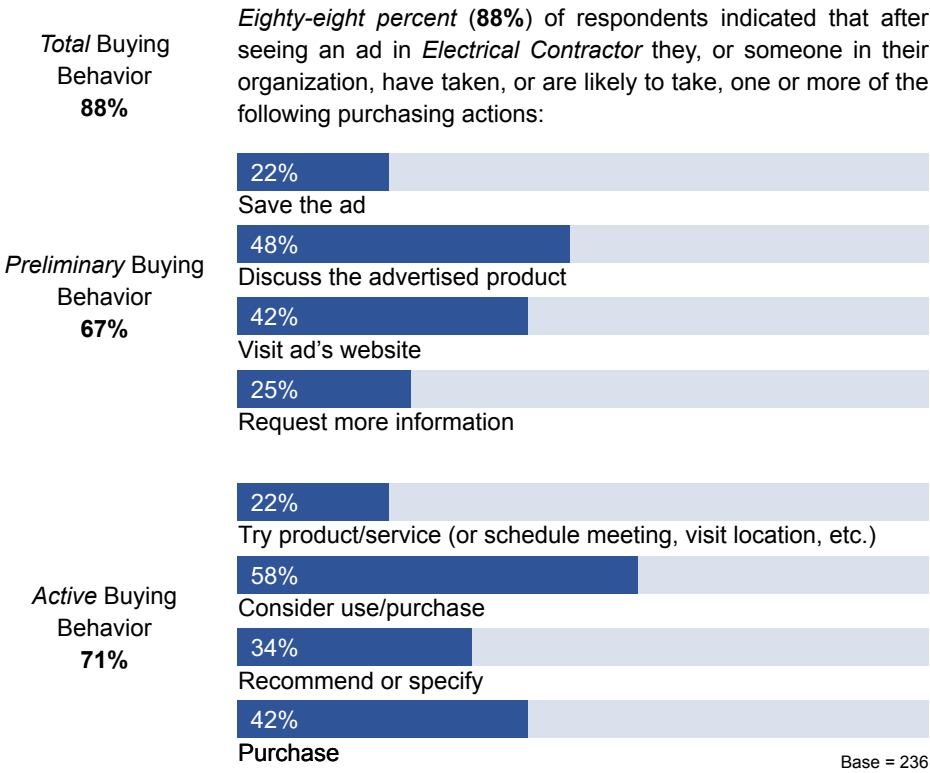 Total Buying
Behavior
88%
Eighty-eight percent (88%) of respondents indicated that after
seeing an ad in Electrical Contractor they, or someone in their
organization, have taken, or are likely to take, one or more of the
following purchasing actions:
Preliminary Buying
Behavior
67%
22%
Save the ad
48%
Discuss the advertised product
42%
Visit ad’s website
25%
Request more information
Active Buying
Behavior
71%
22%
Try product/service (or schedule meeting, visit location, etc.)
58%
Consider use/purchase
34%
Recommend or specify
42%
Purchase
Base = 236